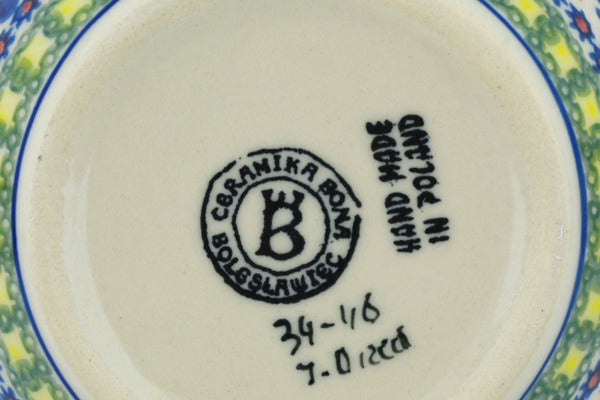 CERAMIKA BONA
BOLESŁAWIEC
B
HAND MADE
IN POLAND
34-46